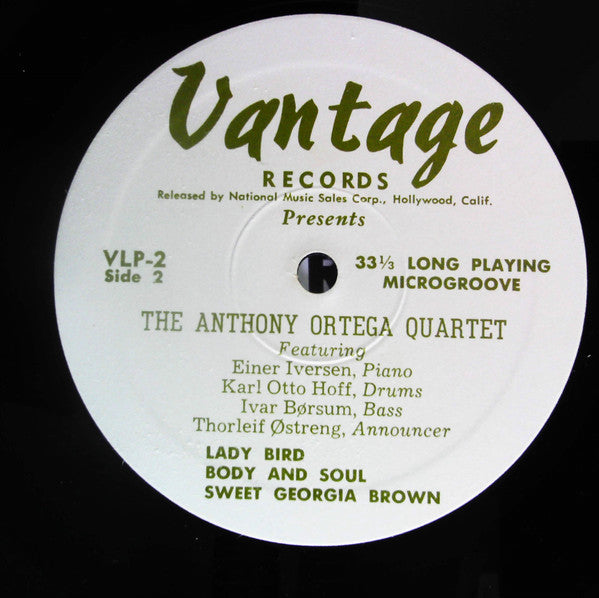 Vantage
RECORDS
Released by National Music Sales Corp., Hollywood, Calif.
Presents
VLP-2
Side 2
33 1/3 LONG PLAYING
MICROGROOVE
THE ANTHONY ORTEGA QUARTET
Featuring
Einer Iversen, Piano
Karl Otto Hoff, Drums
Ivar Børsum, Bass
Thorleif Østreng, Announcer
LADY BIRD
BODY AND SOUL
SWEET GEORGIA BROWN